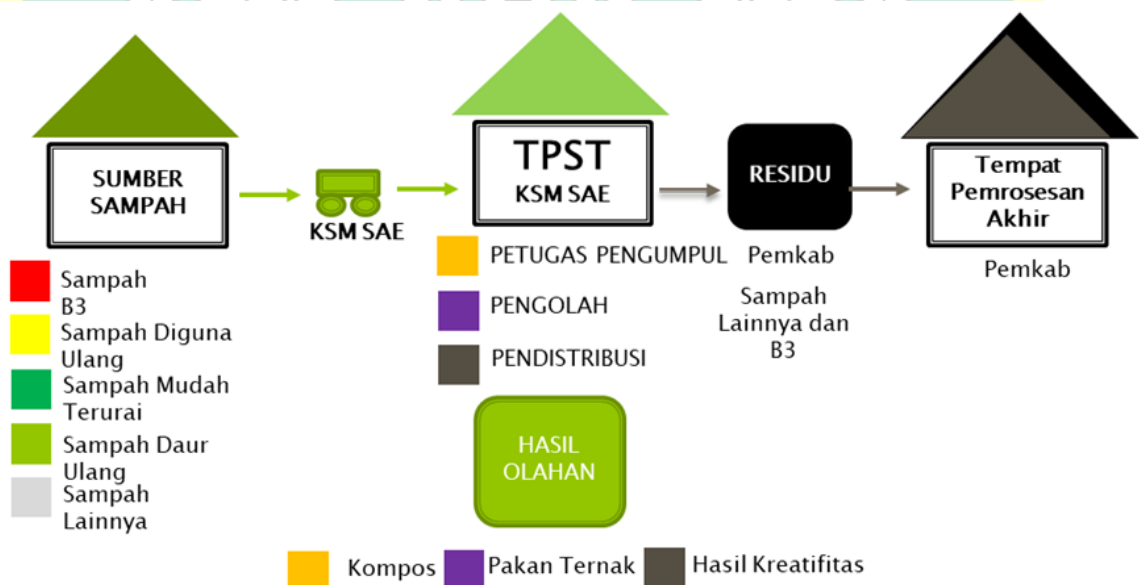 SUMBER
SAMPAH
KSM SAE
TPST
KSM SAE
RESIDU
Tempat
Pemrosesan
Akhir
Sampah
B3
Sampah Diguna
Ulang
Sampah Mudah
Terurai
Sampah Daur
Ulang
Sampah
Lainnya
PETUGAS PENGUMPUL
PENGOLAH
PENDISTRIBUSI
Pemkab
Sampah
Lainnya dan
B3
Pemkab
HASIL
OLAHAN
Kompos
Pakan Ternak
Hasil Kreatifitas